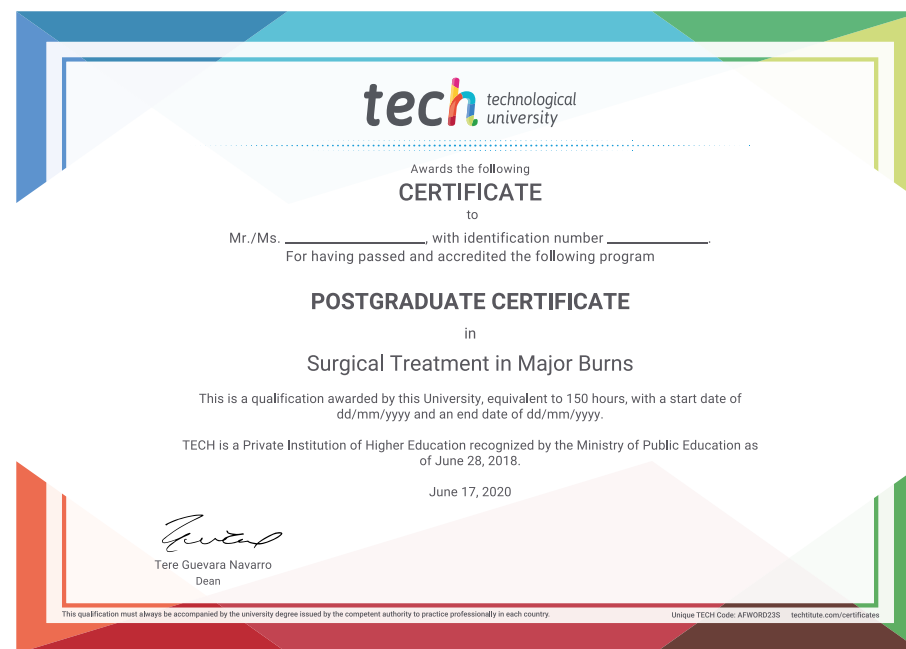 tech technological
university
Awards the following
CERTIFICATE
to
Mr./Ms. ____________________, with identification number ______________.
For having passed and accredited the following program
POSTGRADUATE CERTIFICATE
in
Surgical Treatment in Major Burns
This is a qualification awarded by this University, equivalent to 150 hours, with a start date of
dd/mm/yyyy and an end date of dd/mm/yyyy.
TECH is a Private Institution of Higher Education recognized by the Ministry of Public Education as
of June 28, 2018.
June 17, 2020
Tere Guevara Navarro
Dean
This qualification must always be accompanied by the university degree issued by the competent authority to practice professionally in each country. Unique TECH Code: AFWORD23S techtitute.com/certificates